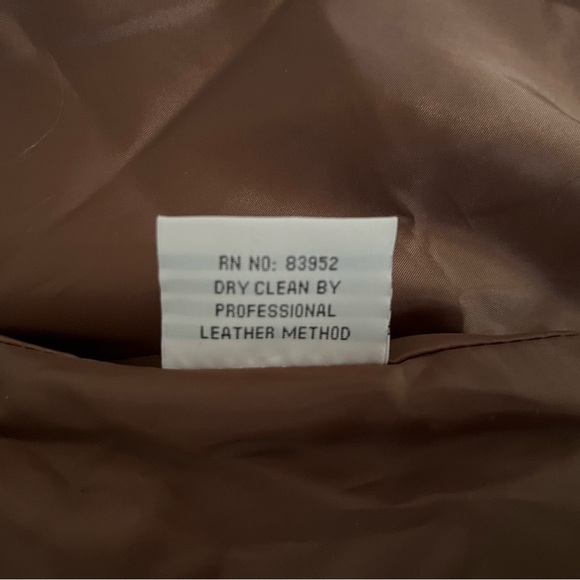 RN NO: 83952
DRY CLEAN BY
PROFESSIONAL
LEATHER METHOD